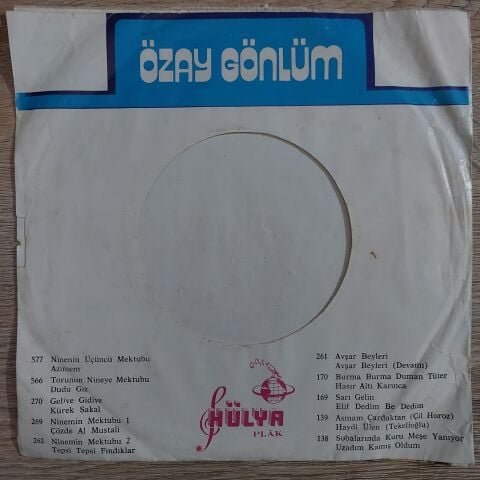 ÖZAY GÖNLÜM
577 Ninenin Üçüncü Mektubu
Azimem
566 Torunun Nineye Mektubu
Dudu Gız
270 Gelive Gidive
Kürek Sakal
269 Ninemin Mektubu 1
Çözde Al Mustali
262 Ninemin Mektubu 2
Tepsi Tepsi Fındıklar
HÜLYA
PLÂK
261 Avşar Beyleri
Avşar Beyleri (Devamı)
170 Burma Burma Duman Tüter
Hasır Altı Karınca
169 Sarı Gelin
Elif Dedim Be Dedim
139 Asmam Çardaktan (Çil Horoz)
Haydi Ülen (Tekelioğlu)
138 Sobalarında Kuru Meşe Yanıyor
Uzadım Kamış Oldum